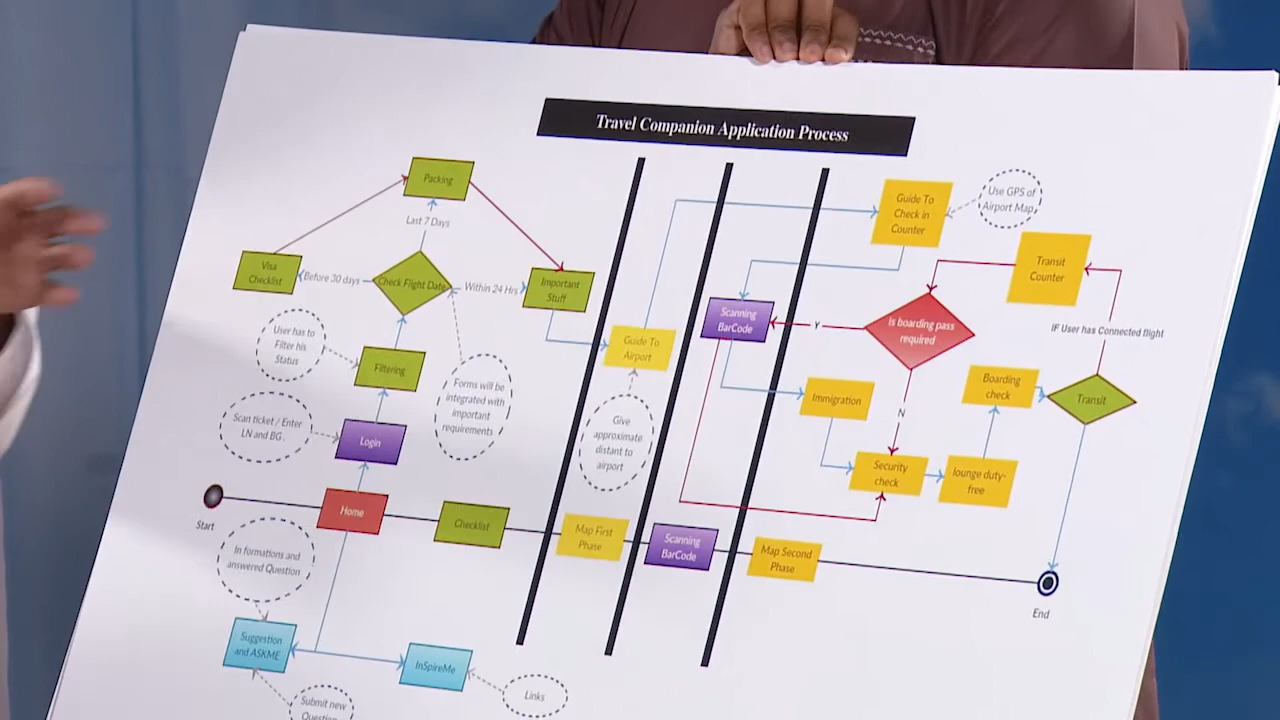 Travel Companion Application Process
Packing
Last 7 Days
Visa
Checklist
Before 30 days
Check Flight Date
Within 24 Hrs
Important
Stuff
User has to
Filter his
Status
Filtering
Forms will be
integrated with
important
requirements
Scan ticket / Enter
LN and BG .
Login
Start
Home
Checklist
In formations and
answered Question
Suggestion
and ASKME
InSpireMe
Links
Submit new
Question
Guide To
Airport
Give
approximate
distant to
airport
Map First
Phase
Scanning
BarCode
Scanning
BarCode
Map Second
Phase
Guide To
Check in
Counter
Use GPS of
Airport Map
Transit
Counter
Is boarding pass
required
Y
N
IF User has Connected flight
Immigration
Boarding
check
Transit
Security
check
lounge duty-
free
End